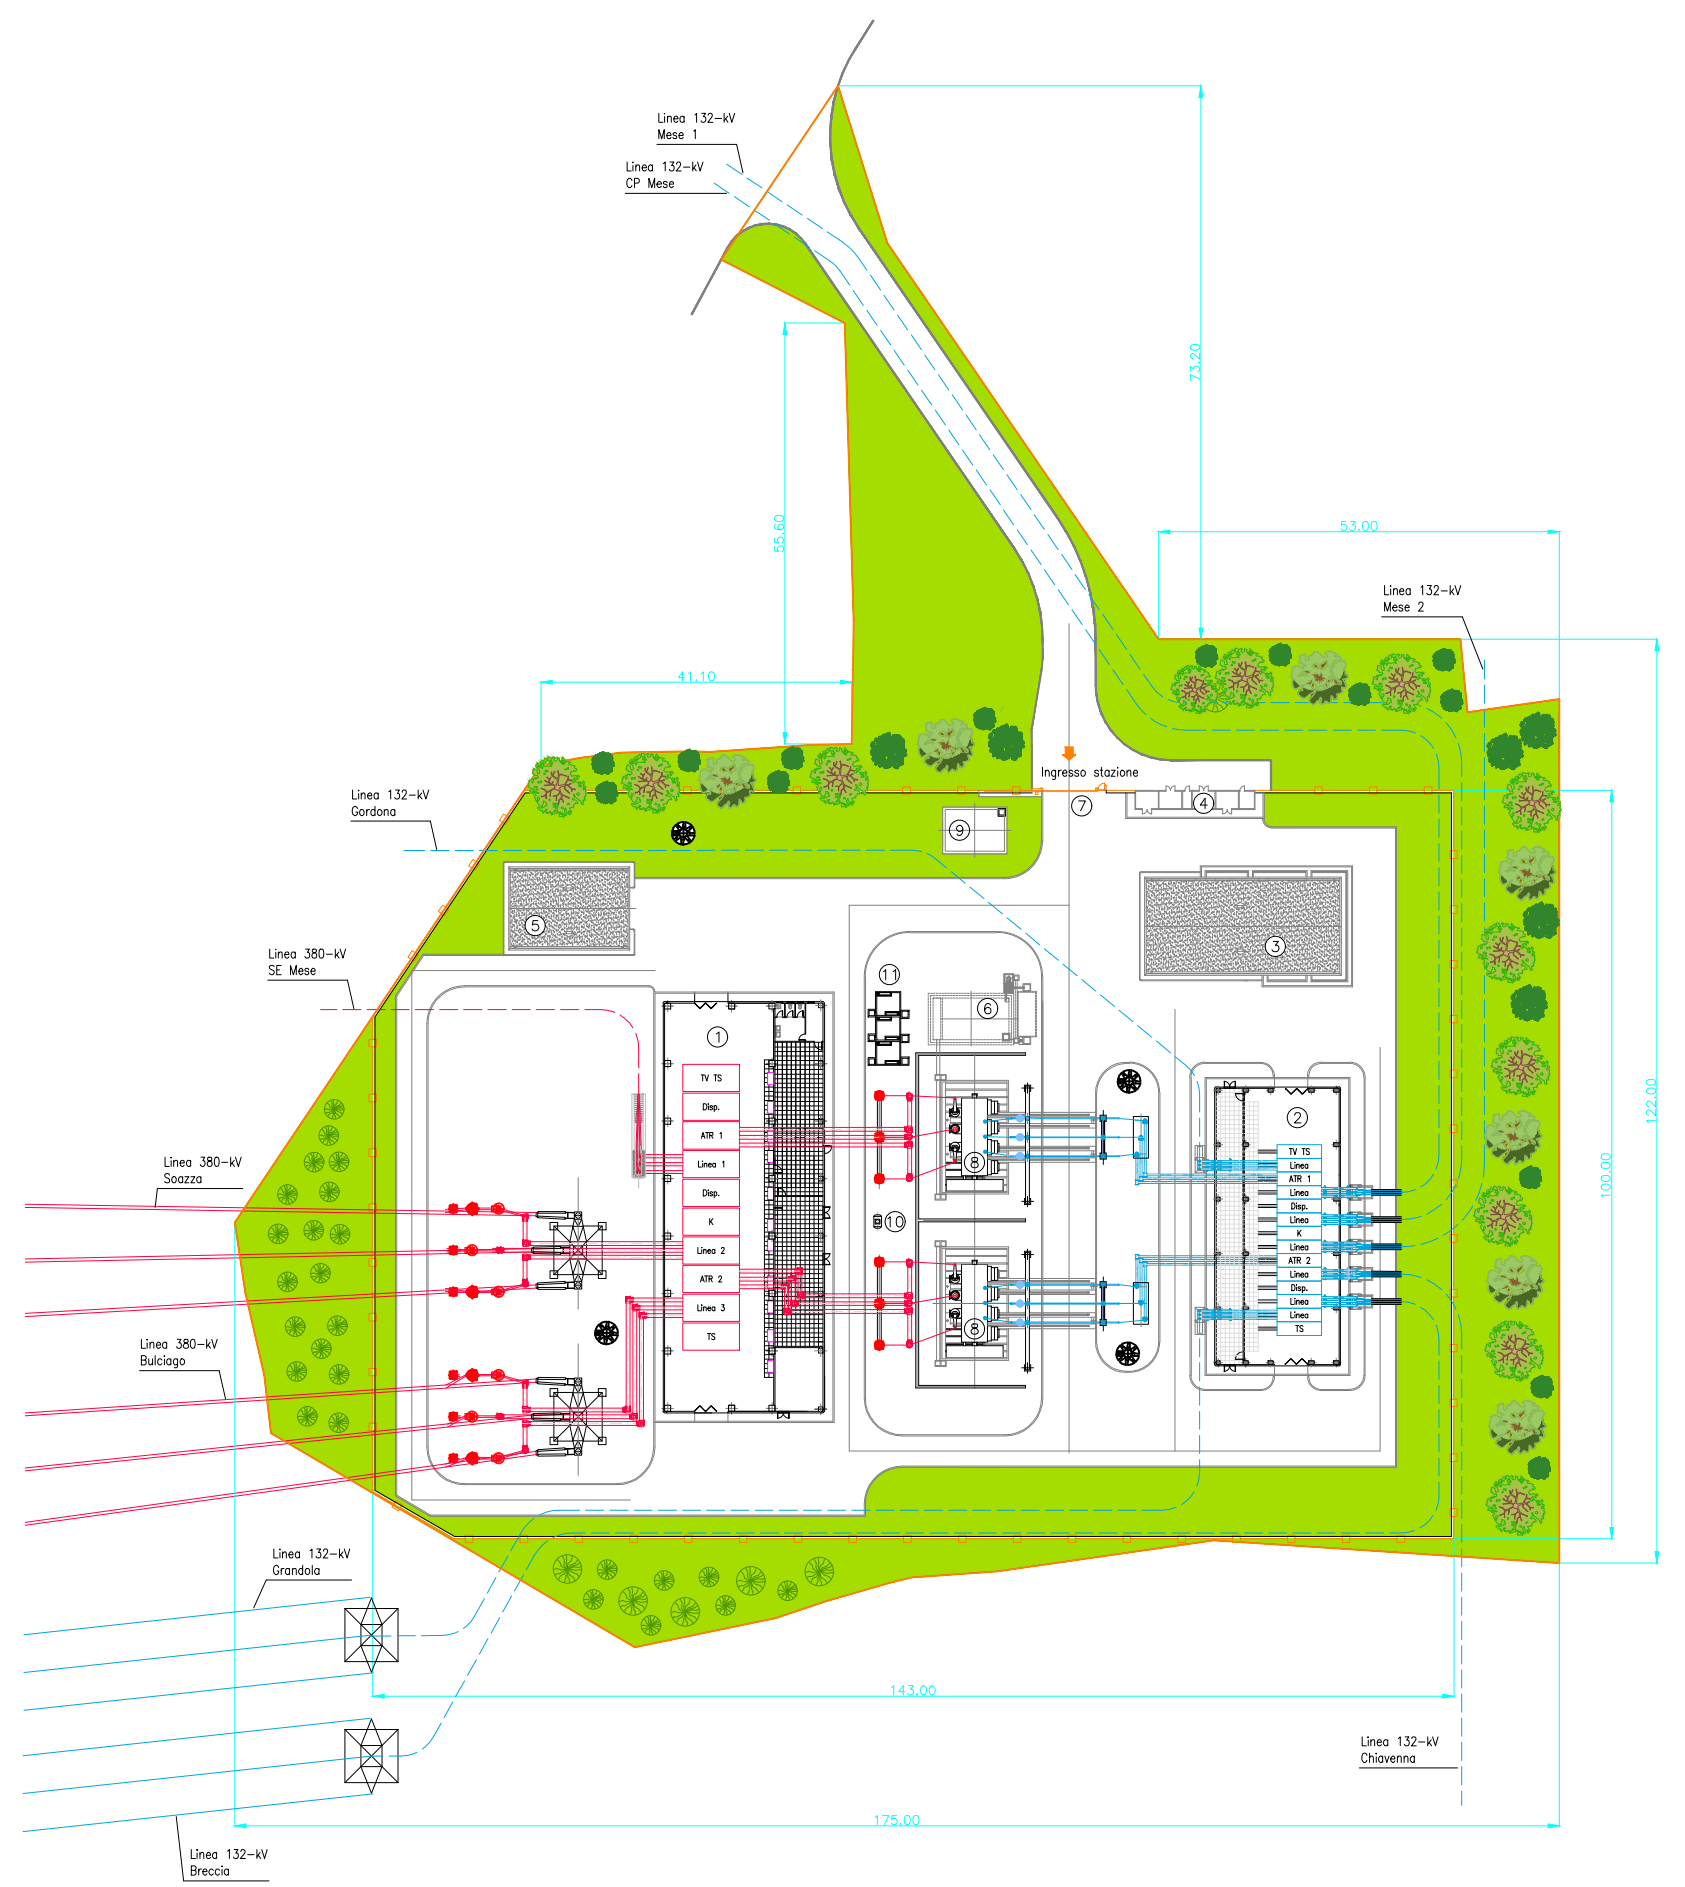 Linea 132-kV
Mese 1
Linea 132-kV
CP Mese
73.20
55.60
53.00
Linea 132-kV
Mese 2
41.10
Ingresso stazione
Linea 132-kV
Gordona
7
4
9
5
3
Linea 380-kV
SE Mese
11
6
1
TV TS
Disp.
ATR 1
Linea 1
Disp.
K
Linea 2
ATR 2
Linea 3
TS
8
10
8
2
TV TS
Linea
ATR 1
Linea
Disp.
Linea
K
Linea
ATR 2
Linea
Disp.
Linea
Linea
TS
122.00
100.00
Linea 380-kV
Soazza
Linea 380-kV
Bulciago
Linea 132-kV
Grandola
143.00
Linea 132-kV
Chiavenna
175.00
Linea 132-kV
Breccia